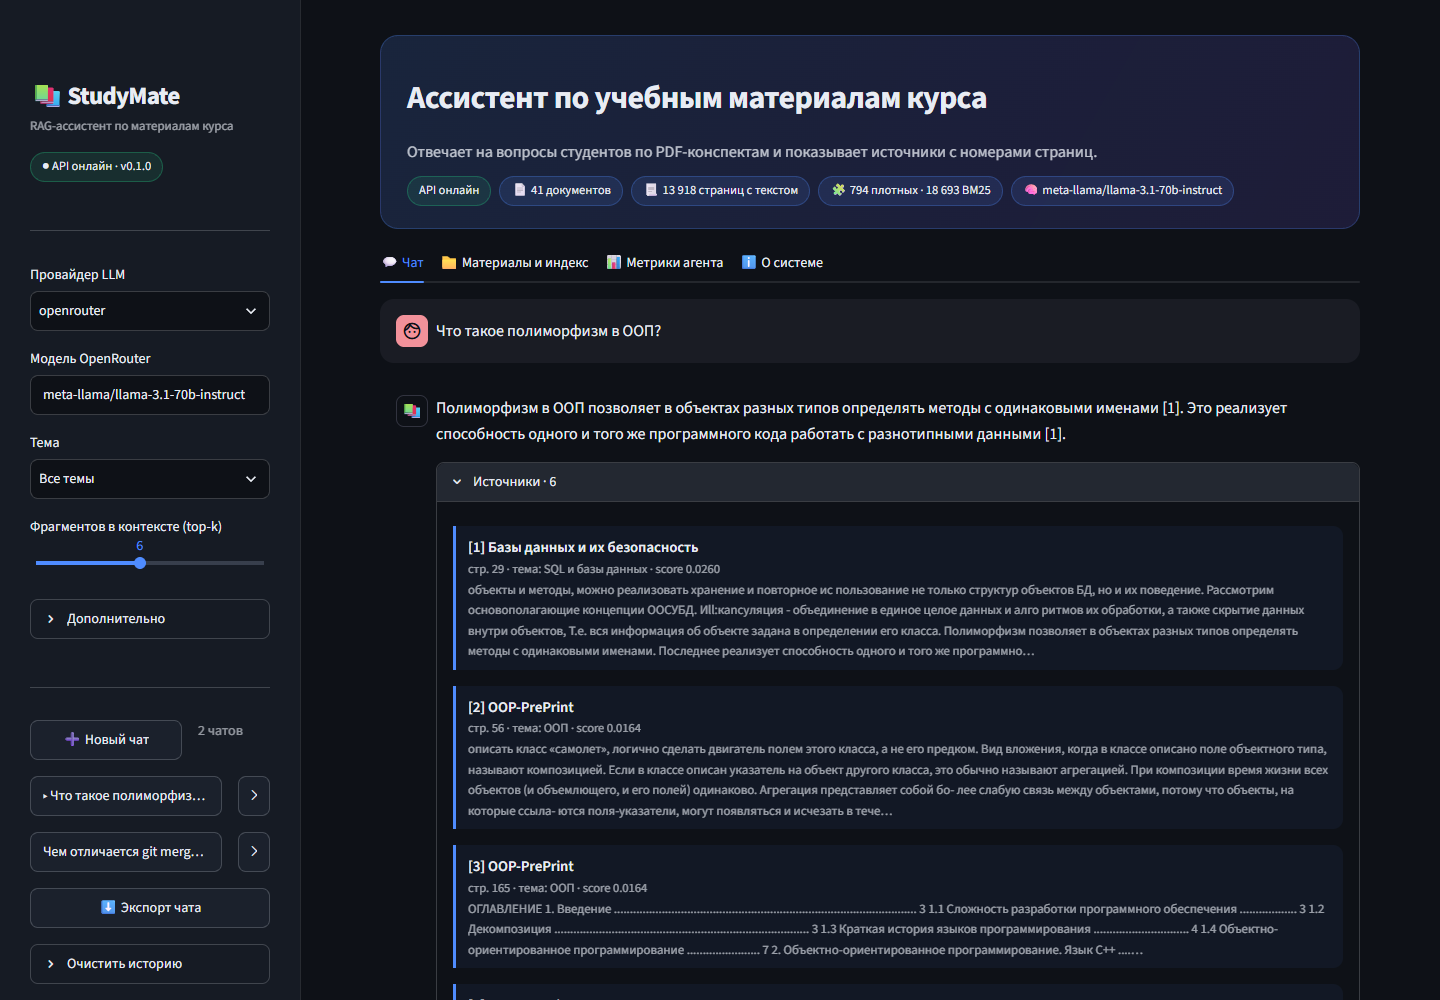 StudyMate
RAG-ассистент по материалам курса
API онлайн · v0.1.0
Провайдер LLM
openrouter
Модель OpenRouter
meta-llama/llama-3.1-70b-instruct
Тема
Все темы
Фрагментов в контексте (top-k)
6
Дополнительно
Новый чат
2 чатов
Что такое полиморфиз…
Чем отличается git merg…
Экспорт чата
Очистить историю
Ассистент по учебным материалам курса
Отвечает на вопросы студентов по PDF-конспектам и показывает источники с номерами страниц.
API онлайн
41 документов
13 918 страниц с текстом
794 плотных · 18 693 BM25
meta-llama/llama-3.1-70b-instruct
Чат
Материалы и индекс
Метрики агента
О системе
Что такое полиморфизм в ООП?
Полиморфизм в ООП позволяет в объектах разных типов определять методы с одинаковыми именами [1]. Это реализует
способность одного и того же программного кода работать с разнотипными данными [1].
Источники · 6
[1] Базы данных и их безопасность
стр. 29 · тема: SQL и базы данных · score 0.0260
объекты и методы, можно реализовать хранение и повторное ис пользование не только структур объектов БД, но и их поведение. Рассмотрим
основополагающие концепции ООСУБД. Иll:капсуляция - объединение в единое целое данных и алго ритмов их обработки, а также скрытие данных
внутри объектов, Т.е. вся информация об объекте задана в определении его класса. Полиморфизм позволяет в объектах разных типов определять
методы с одинаковыми именами. Последнее реализует способность одного и того же программно…
[2] OOP-PrePrint
стр. 56 · тема: ООП · score 0.0164
описать класс «самолет», логично сделать двигатель полем этого класса, а не его предком. Вид вложения, когда в классе описано поле объектного типа,
называют композицией. Если в классе описан указатель на объект другого класса, это обычно называют агрегацией. При композиции время жизни всех
объектов (и объемлющего, и его полей) одинаково. Агрегация представляет собой бо- лее слабую связь между объектами, потому что объекты, на
которые ссыла- ются поля-указатели, могут появляться и исчезать в тече…
[3] OOP-PrePrint
стр. 165 · тема: ООП · score 0.0164
ОГЛАВЛЕНИЕ 1. Введение ........................................................................................ 3 1.1 Сложность разработки программного обеспечения .................. 3 1.2
Декомпозиция .............................................................................. 3 1.3 Краткая история языков программирования .............................. 4 1.4 Объектно-
ориентированное программирование ....................... 7 2. Объектно-ориентированное программирование. Язык C++ ....…